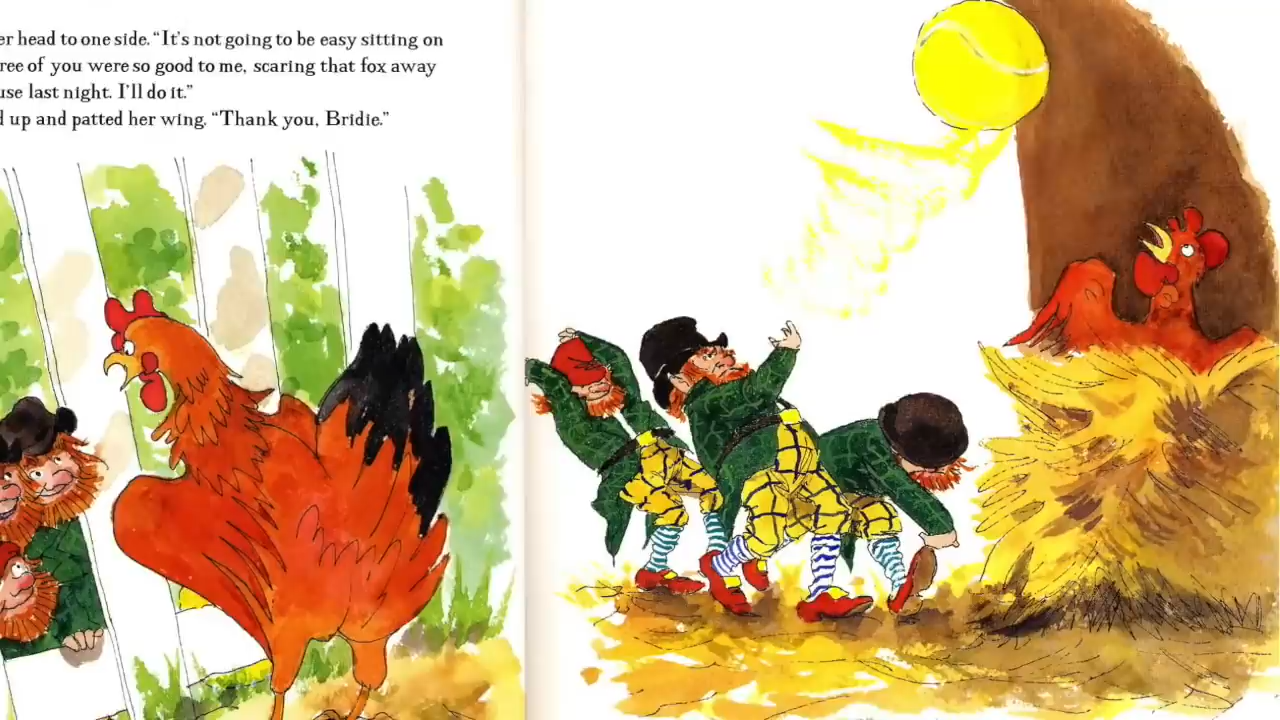 er head to one side. "It's not going to be easy sitting on
ree of you were so good to me, scaring that fox away
use last night. I'll do it."
d up and patted her wing. "Thank you, Bridie."